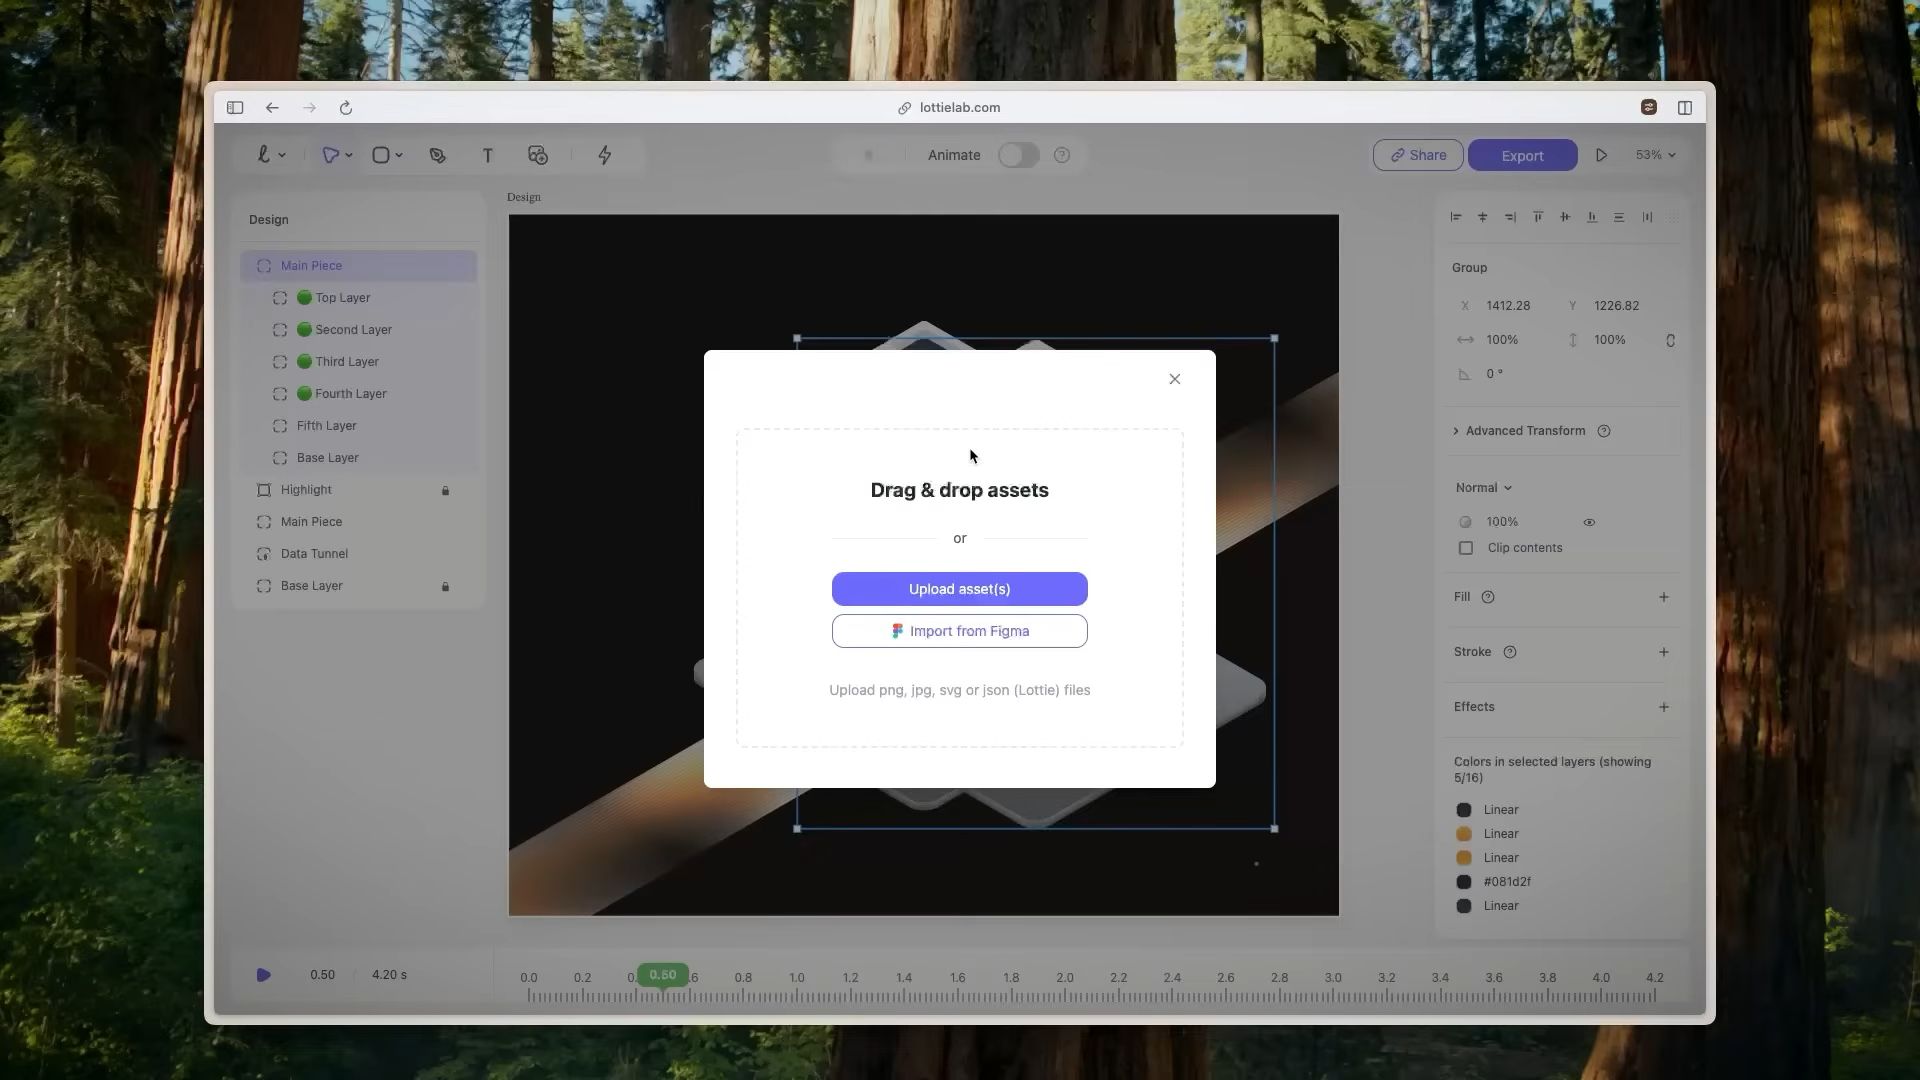 lottielab.com
T
Animate
Share
Export
53%
Design
Main Piece
Top Layer
Second Layer
Third Layer
Fourth Layer
Fifth Layer
Base Layer
Highlight
Main Piece
Data Tunnel
Base Layer
Design
Drag & drop assets
or
Upload asset(s)
Import from Figma
Upload png, jpg, svg or json (Lottie) files
Group
X 1412.28 Y 1226.82
100% 100%
0 °
Advanced Transform
Normal
100%
Clip contents
Fill
Stroke
Effects
Colors in selected layers (showing
5/16)
Linear
Linear
Linear
#081d2f
Linear
0.50 4.20 s
0.0 0.2 0.50 0.8 1.0 1.2 1.4 1.6 1.8 2.0 2.2 2.4 2.6 2.8 3.0 3.2 3.4 3.6 3.8 4.0 4.2